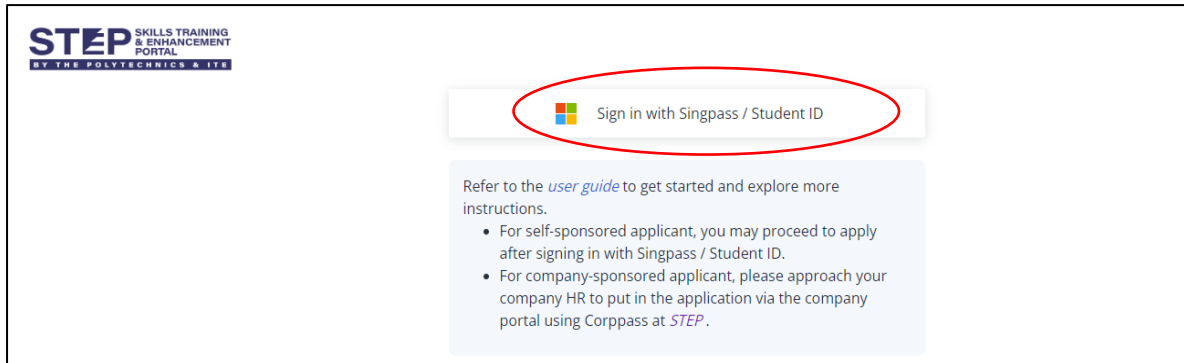 STEP SKILLS TRAINING
& ENHANCEMENT
PORTAL
BY THE POLYTECHNICS & ITE
Sign in with Singpass / Student ID
Refer to the user guide to get started and explore more
instructions.
• For self-sponsored applicant, you may proceed to apply
after signing in with Singpass / Student ID.
• For company-sponsored applicant, please approach your
company HR to put in the application via the company
portal using Corppass at STEP .